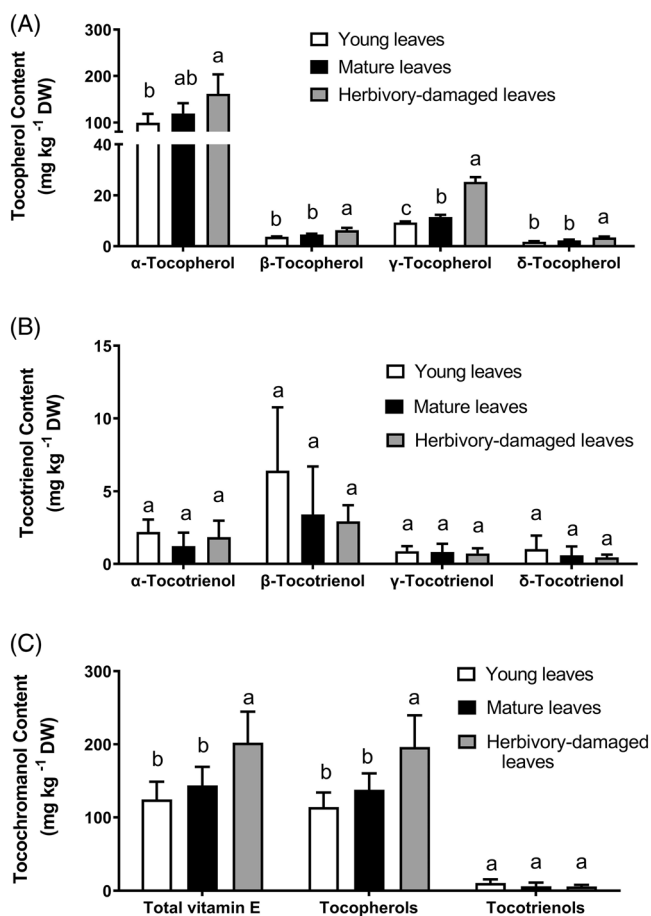 (A)
Tocopherol Content
(mg kg -1 DW)
300
200
100
40
20
0
Young leaves
Mature leaves
Herbivory-damaged leaves
b ab a
b b a
c b a
b b a
α-Tocopherol β-Tocopherol γ-Tocopherol δ-Tocopherol
(B)
Tocotrienol Content
(mg kg -1 DW)
15
10
5
0
Young leaves
Mature leaves
Herbivory-damaged leaves
a a a
a a a
a a a
a a a
α-Tocotrienol β-Tocotrienol γ-Tocotrienol δ-Tocotrienol
(C)
Tocochromanol Content
(mg kg -1 DW)
300
200
100
0
Young leaves
Mature leaves
Herbivory-damaged
leaves
b b a
b b a
a a a
Total vitamin E Tocopherols Tocotrienols